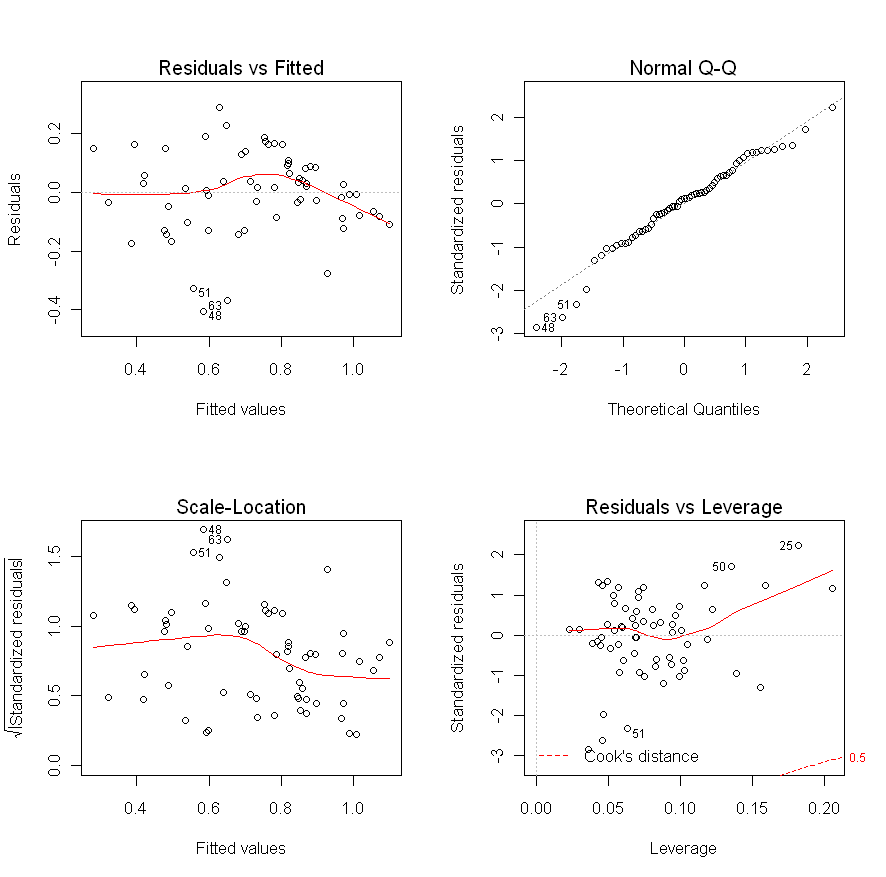 Residuals vs Fitted
Residuals
0.2
0.0
-0.2
-0.4
51
63
48
0.4 0.6 0.8 1.0
Fitted values
Normal Q-Q
Standardized residuals
2
1
0
-1
-2
-3
51
63
48
-2 -1 0 1 2
Theoretical Quantiles
Scale-Location
√|Standardized residuals|
1.5
1.0
0.5
0.0
48
63
51
0.4 0.6 0.8 1.0
Fitted values
Residuals vs Leverage
Standardized residuals
2
1
0
-1
-2
-3
25
50
51
Cook's distance
0.5
0.00 0.05 0.10 0.15 0.20
Leverage